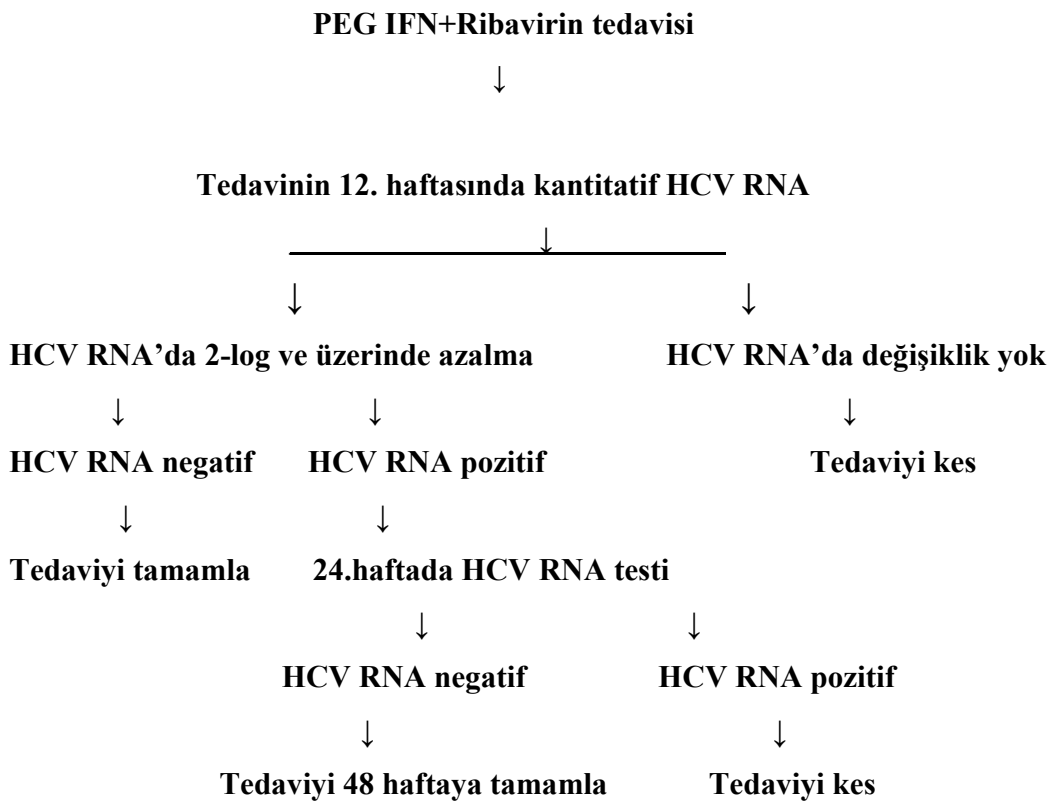 PEG IFN+Ribavirin tedavisi
↓
Tedavinin 12. haftasında kantitatif HCV RNA
↓
↓ ↓
HCV RNA’da 2-log ve üzerinde azalma HCV RNA’da değişiklik yok
↓ ↓ ↓
HCV RNA negatif HCV RNA pozitif Tedaviyi kes
↓ ↓
Tedaviyi tamamla 24.haftada HCV RNA testi
↓ ↓
HCV RNA negatif HCV RNA pozitif
↓ ↓
Tedaviyi 48 haftaya tamamla Tedaviyi kes